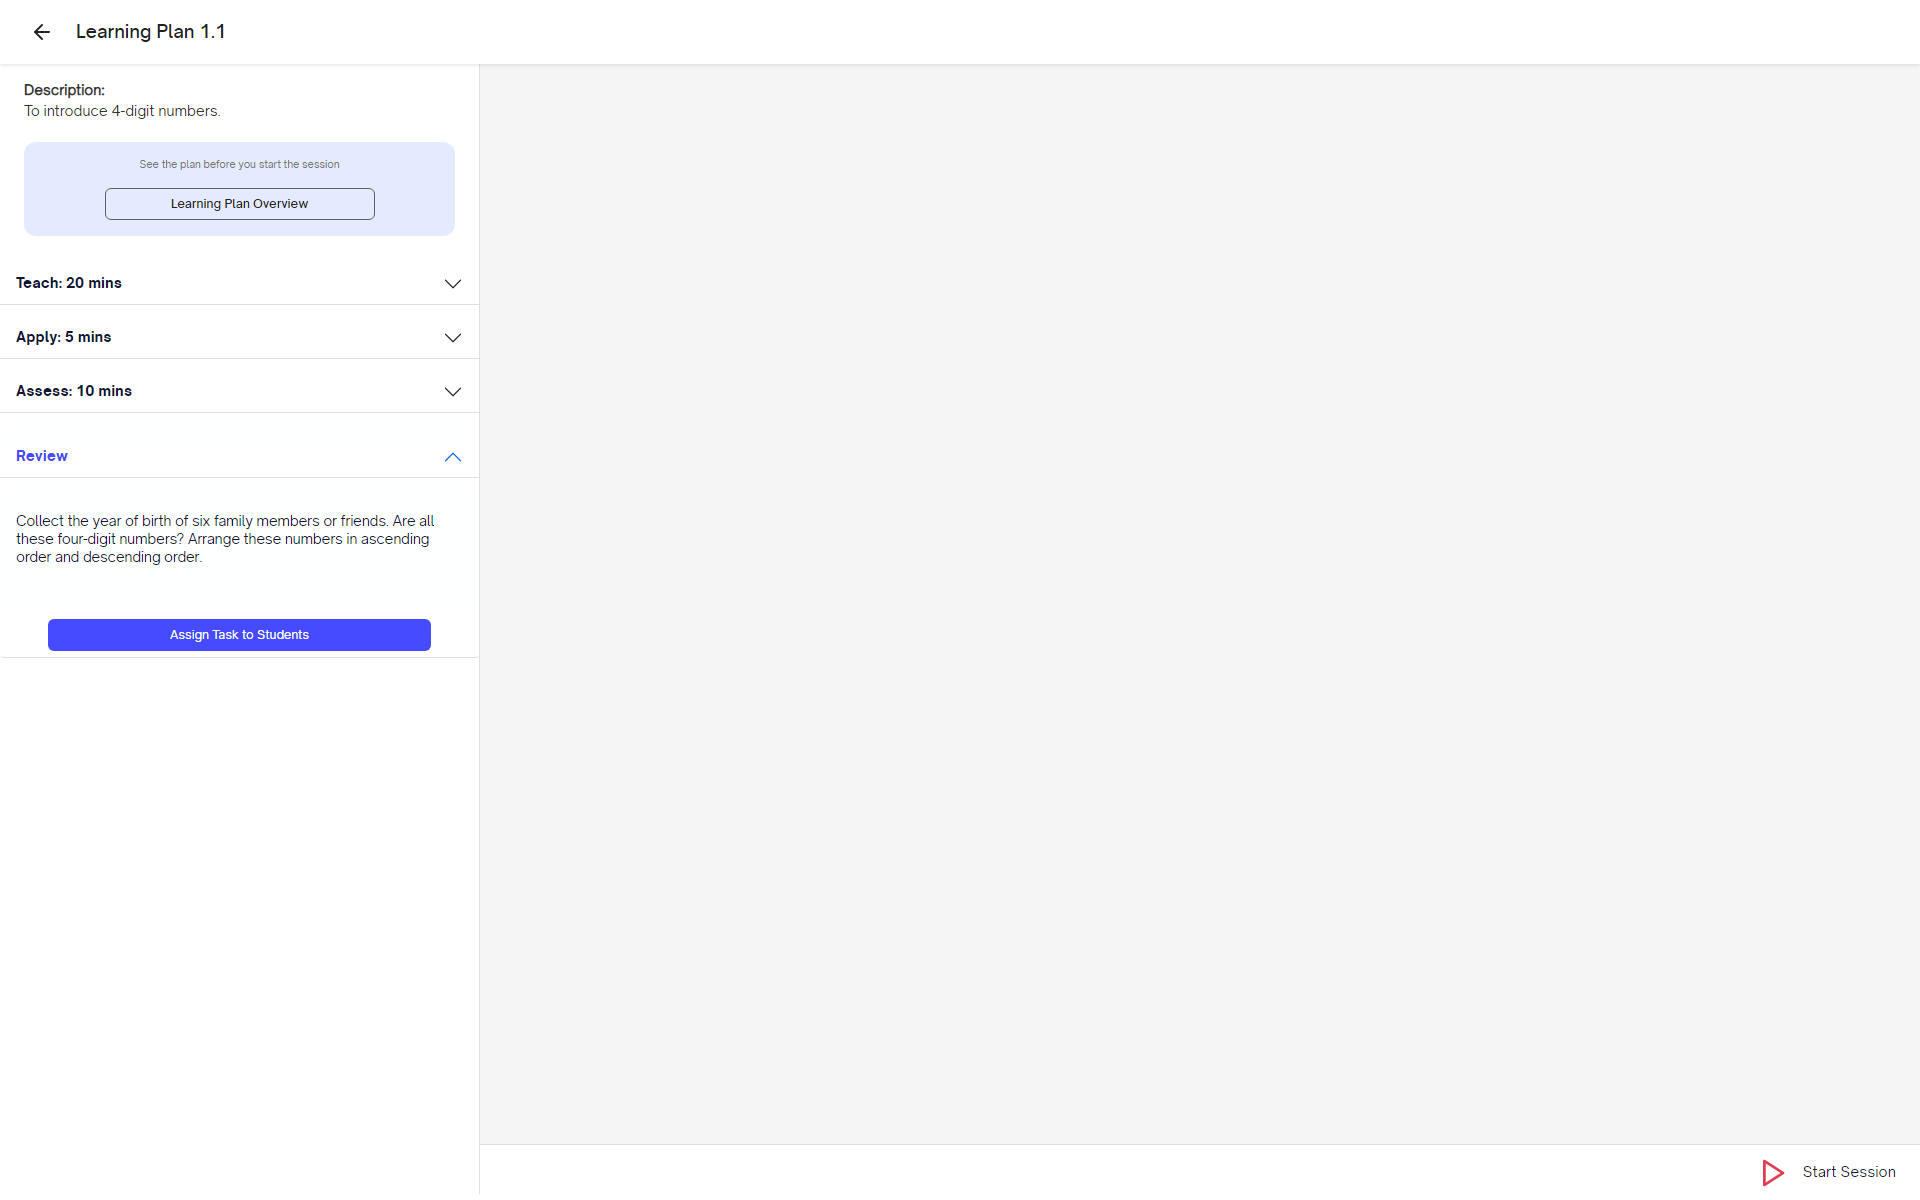 Learning Plan 1.1
Description:
To introduce 4-digit numbers.
See the plan before you start the session
Learning Plan Overview
Teach: 20 mins
Apply: 5 mins
Assess: 10 mins
Review
Collect the year of birth of six family members or friends. Are all
these four-digit numbers? Arrange these numbers in ascending
order and descending order.
Assign Task to Students
Start Session